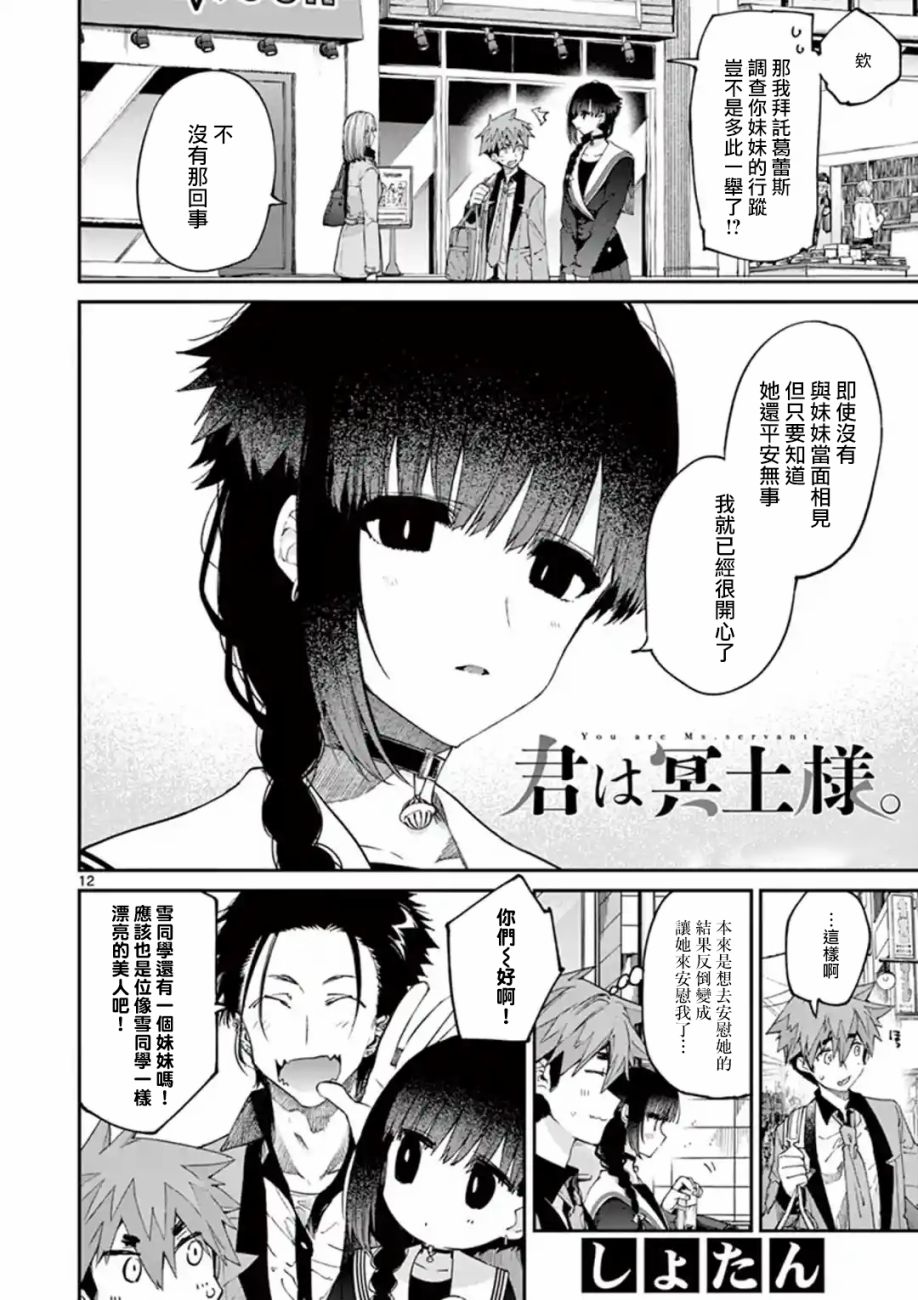 欸
那我拜託葛蕾斯
調查你妹妹的行蹤
豈不是多此一舉了!?
不
沒有那回事
即使沒有
與妹妹當面相見
但只要知道
她還平安無事
我就已經很開心了
You are Ms. servant.
君は冥土様。
12
…這樣啊
ほっ
本來是想去安慰她的
結果反倒變成
讓她來安慰我了…
你們～好啊！
雪同學還有一個妹妹嗎！
應該也是位像雪同學一樣
漂亮的美人吧！
しょたん